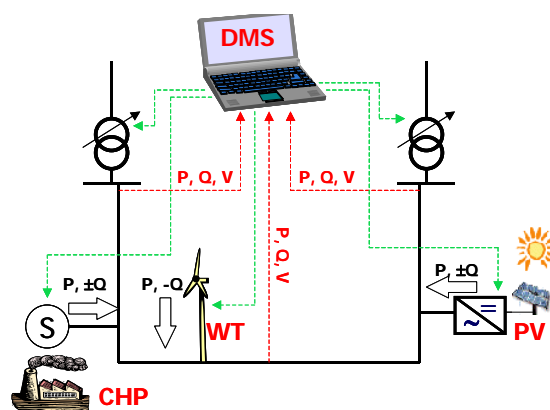 DMS
P, Q, V
P, Q, V
P, Q, V
P, ±Q
P, -Q
P, ±Q
S
WT
~ =
PV
CHP